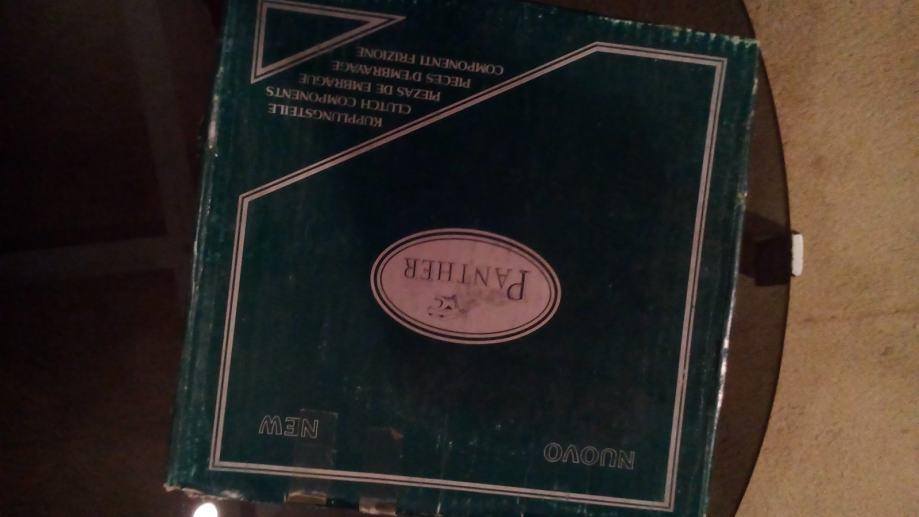 NUOVO
NEW
PANTHER
KUPPLUNGSTEILE
CLUTCH COMPONENTS
PIEZAS DE EMBRAGUE
PIECES D'EMBRAYAGE
COMPONENTI FRIZIONE